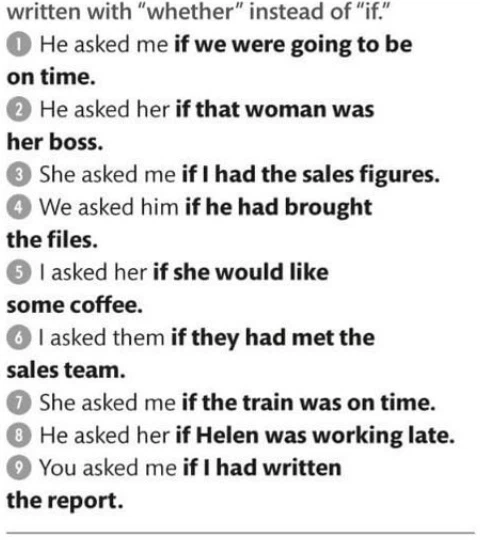 written with “whether” instead of “if.”
1 He asked me if we were going to be
on time.
2 He asked her if that woman was
her boss.
3 She asked me if I had the sales figures.
4 We asked him if he had brought
the files.
5 I asked her if she would like
some coffee.
6 I asked them if they had met the
sales team.
7 She asked me if the train was on time.
8 He asked her if Helen was working late.
9 You asked me if I had written
the report.